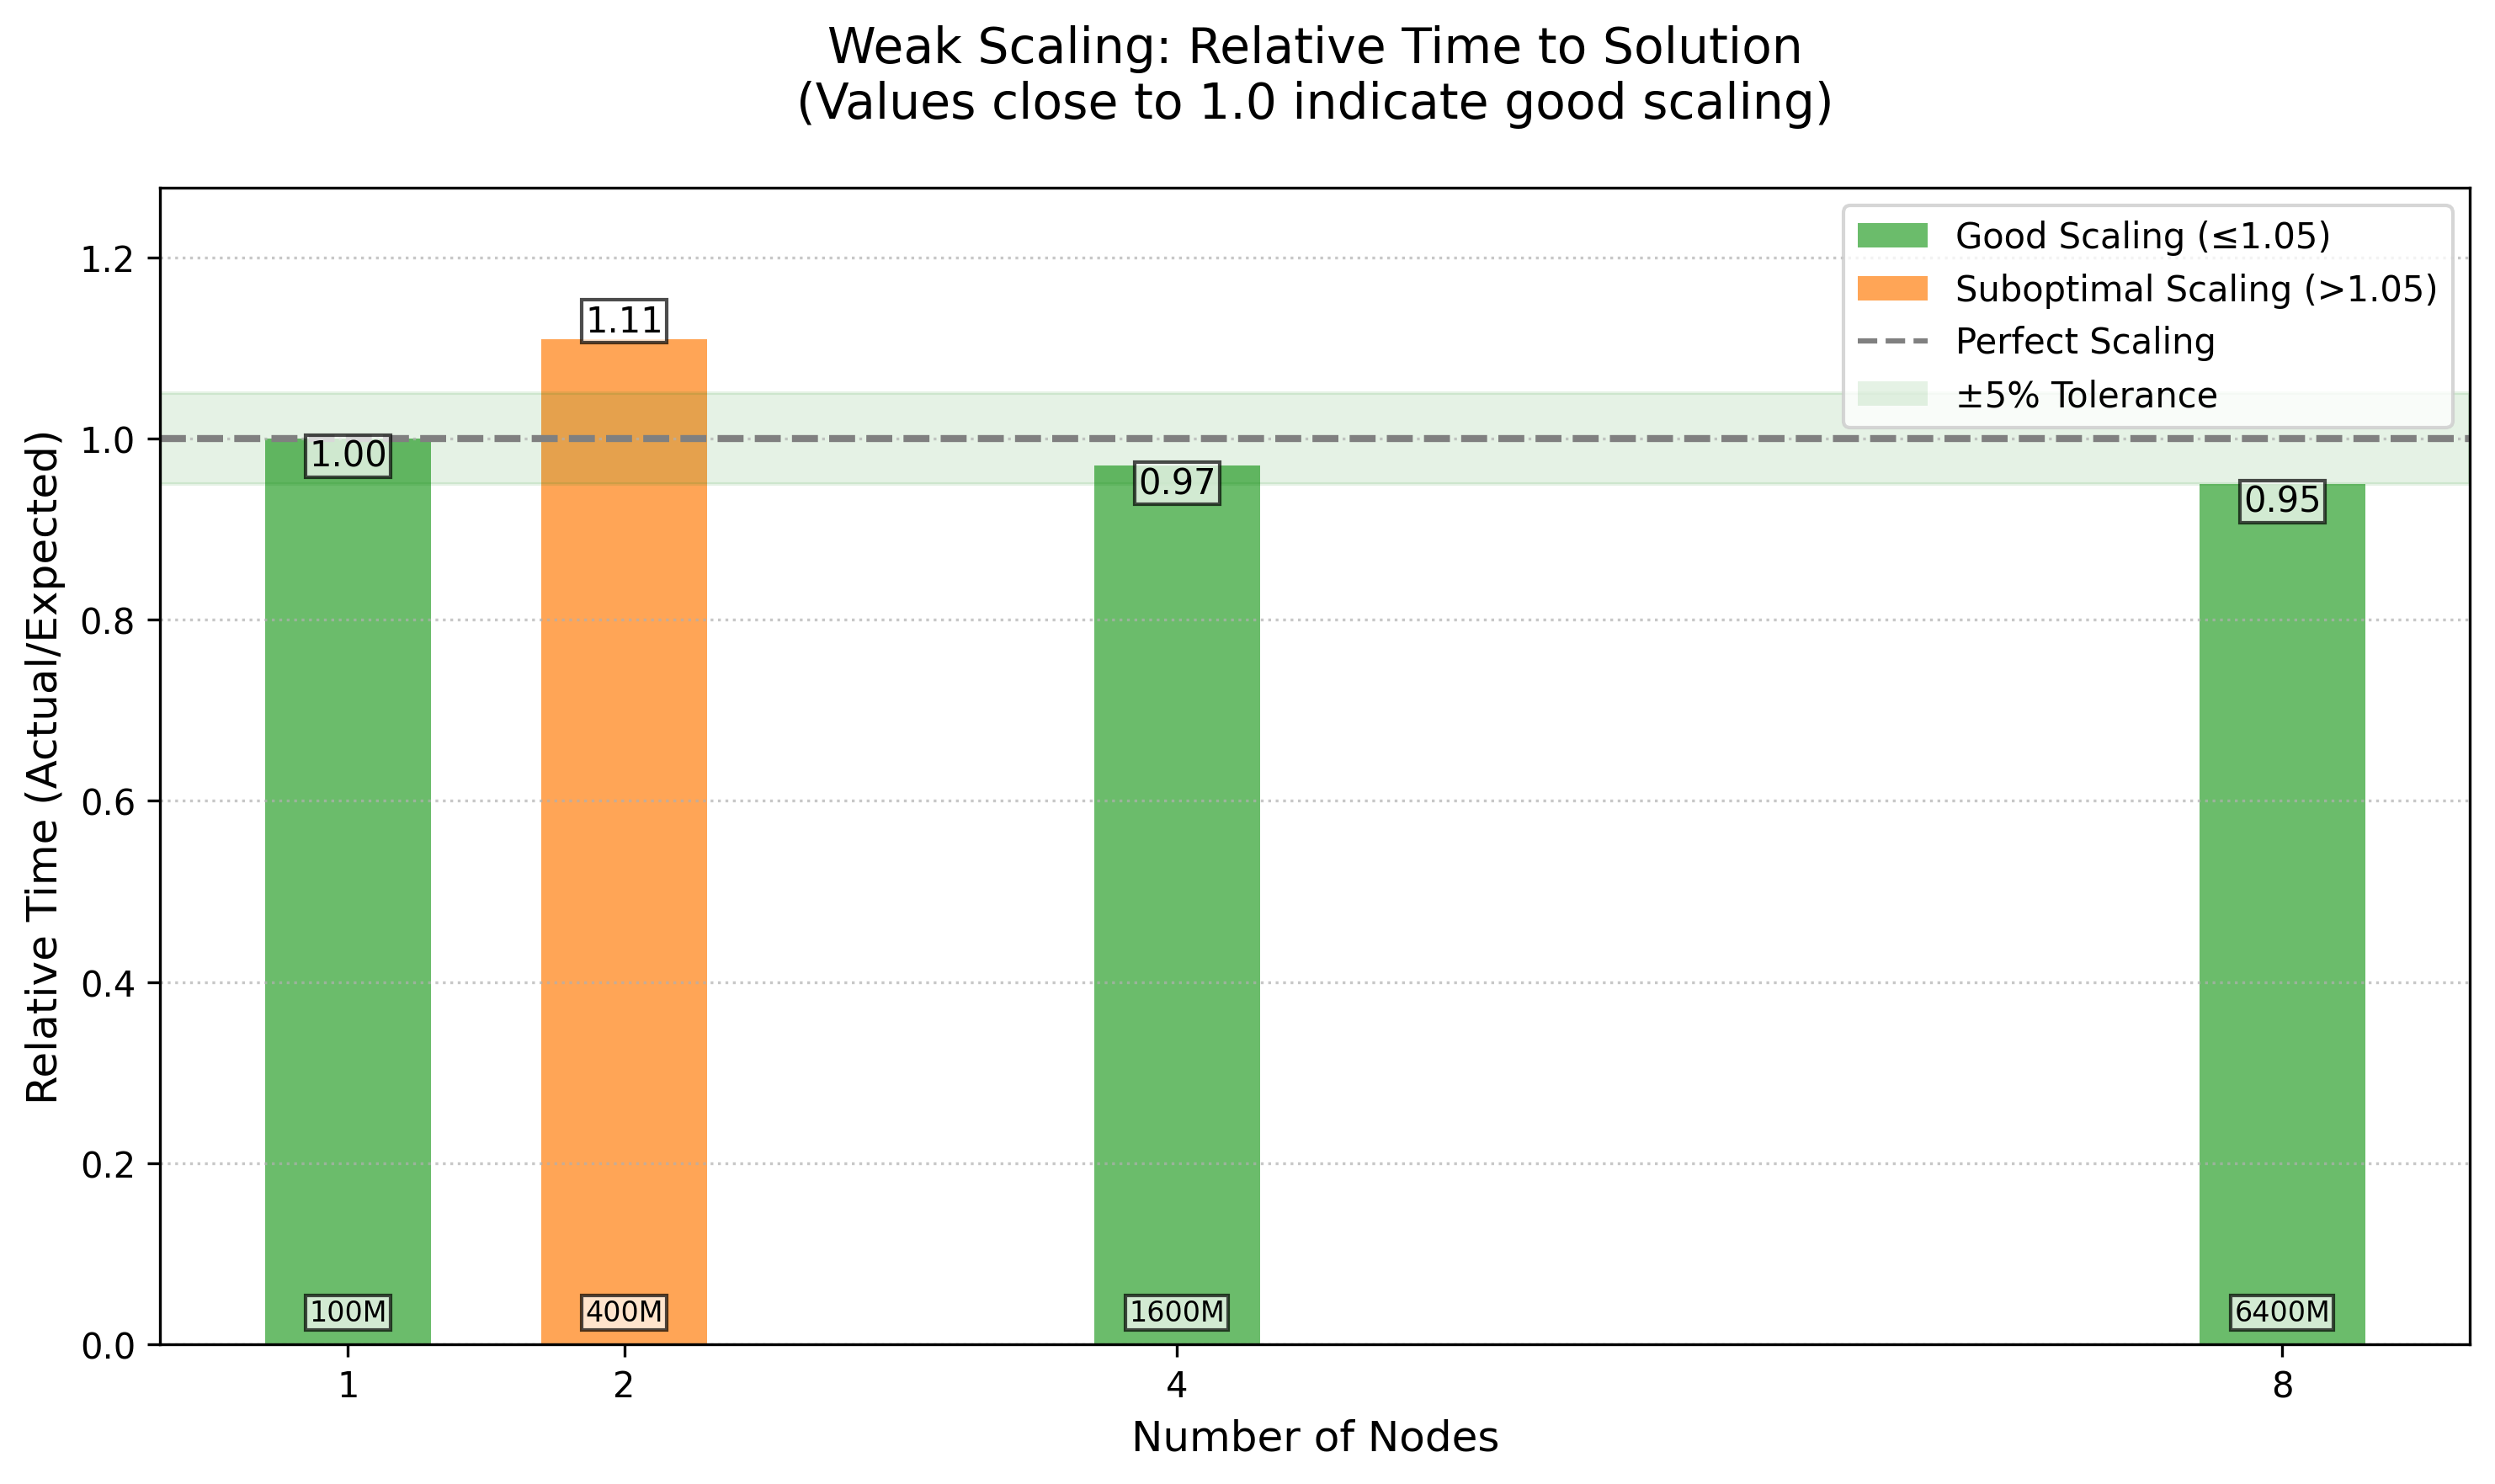 Weak Scaling: Relative Time to Solution
(Values close to 1.0 indicate good scaling)
Relative Time (Actual/Expected)
1.2
1.0
0.8
0.6
0.4
0.2
0.0
Good Scaling (≤1.05)
Suboptimal Scaling (>1.05)
Perfect Scaling
±5% Tolerance
1.00
1.11
0.97
0.95
100M
400M
1600M
6400M
1
2
4
8
Number of Nodes